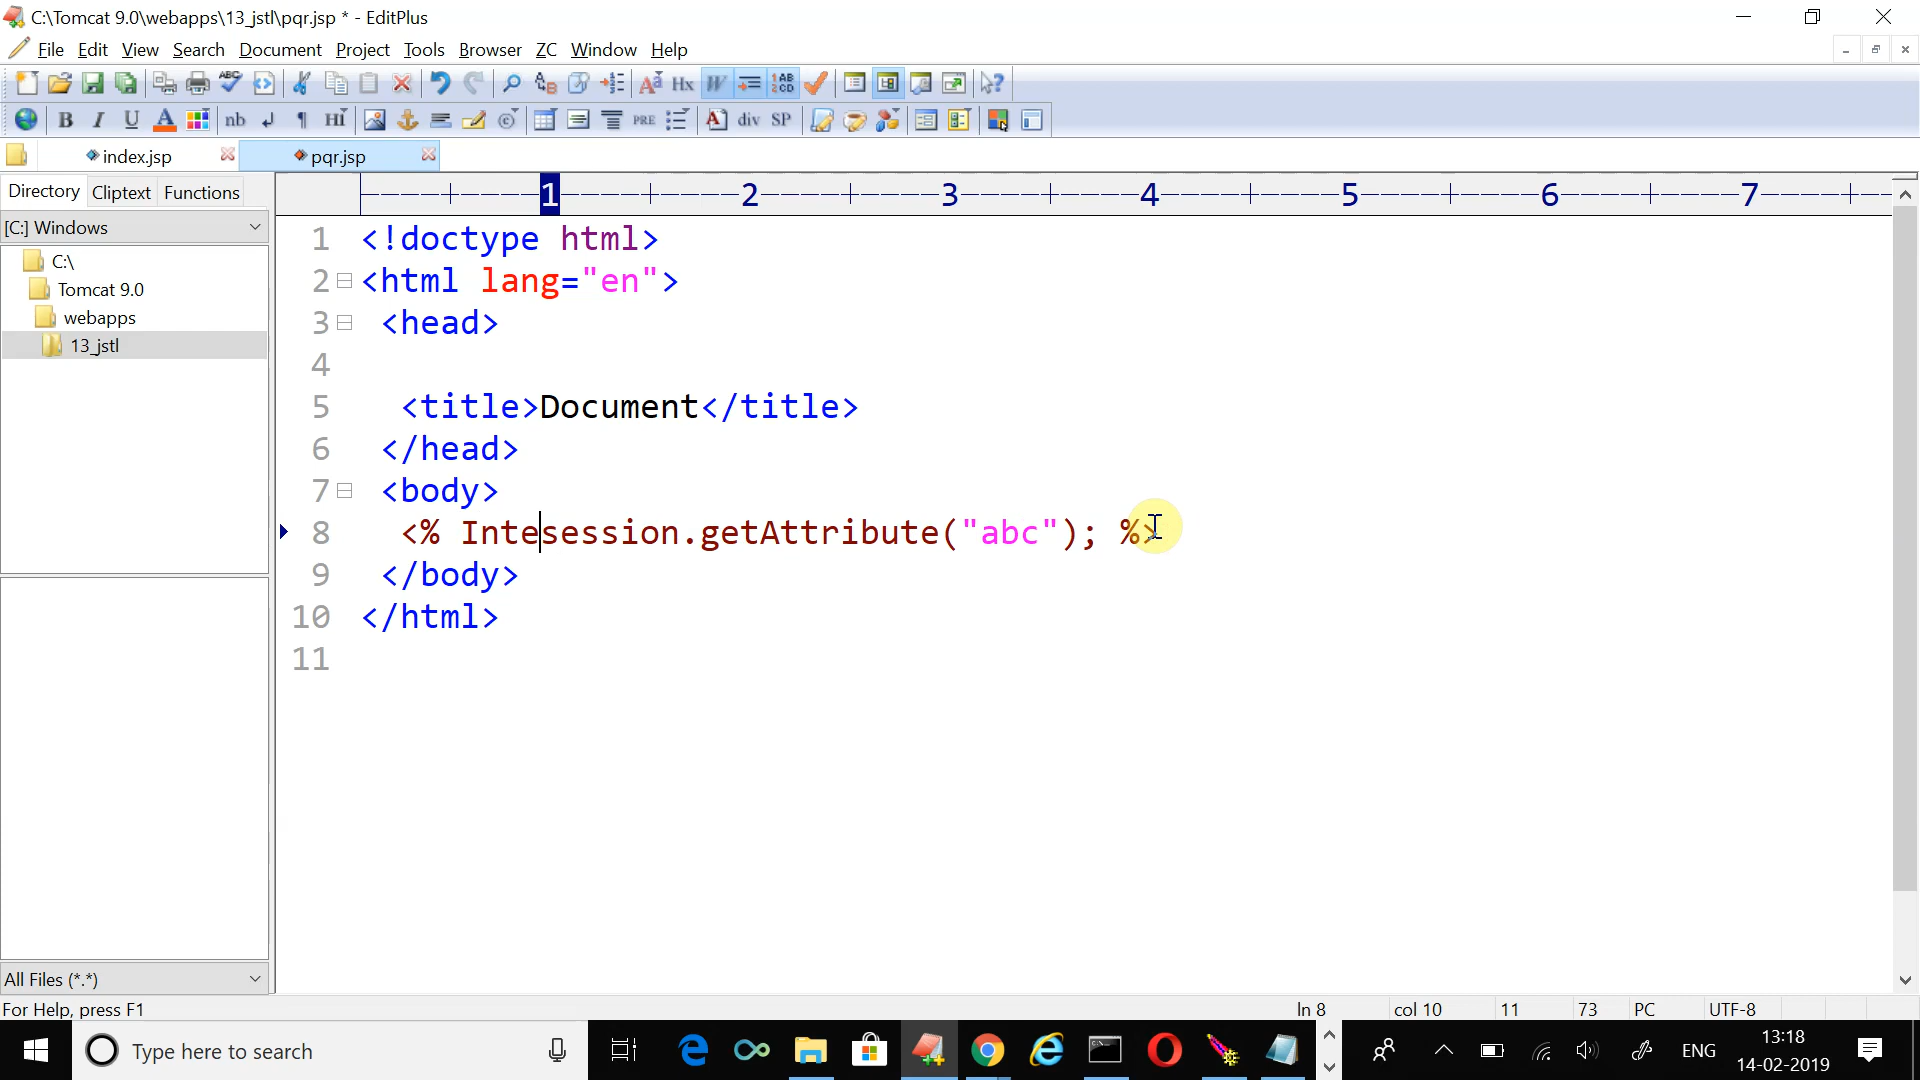 C:\Tomcat 9.0\webapps\13_jstl\pqr.jsp * - EditPlus
File Edit View Search Document Project Tools Browser ZC Window Help
index.jsp pqr.jsp
Directory Cliptext Functions
[C:] Windows
C:\
Tomcat 9.0
webapps
13_jstl
All Files (*.*)
1 2 3 4 5 6 7
1 <!doctype html>
2 <html lang="en">
3 <head>
4
5 <title>Document</title>
6 </head>
7 <body>
8 <% Intesession.getAttribute("abc"); %>
9 </body>
10 </html>
11
For Help, press F1 ln 8 col 10 11 73 PC UTF-8
Type here to search
ENG
13:18
14-02-2019